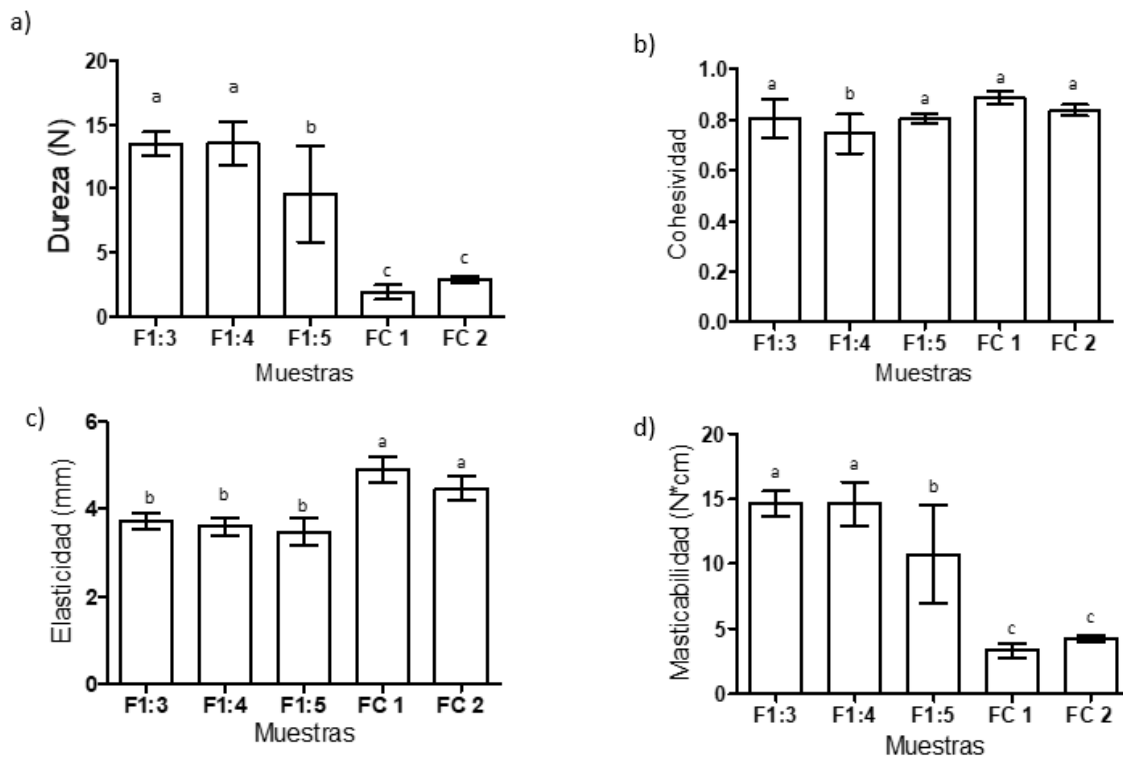 a)
20
15
10
5
0
Dureza (N)
a
a
b
c
c
F1:3 F1:4 F1:5 FC 1 FC 2
Muestras
b)
1.0
0.8
0.6
0.4
0.2
0.0
Cohesividad
a
b
a
a
a
F1:3 F1:4 F1:5 FC 1 FC 2
Muestras
c)
6
4
2
0
Elasticidad (mm)
b
b
b
a
a
F1:3 F1:4 F1:5 FC 1 FC 2
Muestras
d)
20
15
10
5
0
Masticabilidad (N*cm)
a
a
b
c
c
F1:3 F1:4 F1:5 FC 1 FC 2
Muestras